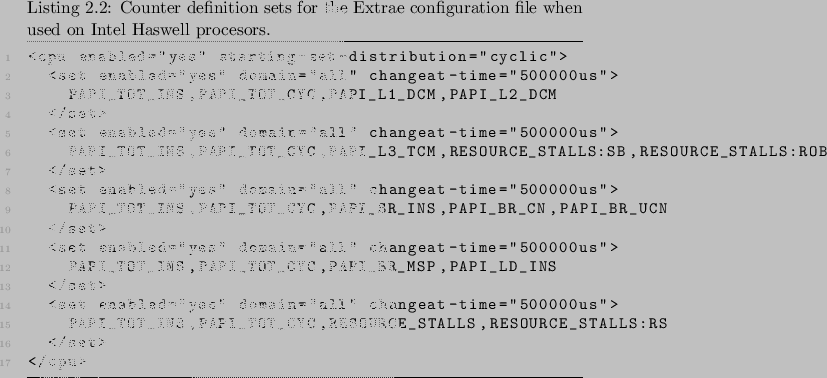 Listing 2.2: Counter definition sets for the Extrae configuration file when
used on Intel Haswell procesors.
1 <cpu enabled="yes" starting-set-distribution="cyclic">
2 <set enabled="yes" domain="all" changeat-time="500000us">
3 PAPI_TOT_INS,PAPI_TOT_CYC,PAPI_L1_DCM,PAPI_L2_DCM
4 </set>
5 <set enabled="yes" domain="all" changeat-time="500000us">
6 PAPI_TOT_INS,PAPI_TOT_CYC,PAPI_L3_TCM,RESOURCE_STALLS:SB,RESOURCE_STALLS:ROB
7 </set>
8 <set enabled="yes" domain="all" changeat-time="500000us">
9 PAPI_TOT_INS,PAPI_TOT_CYC,PAPI_SR_INS,PAPI_BR_CN,PAPI_BR_UCN
10 </set>
11 <set enabled="yes" domain="all" changeat-time="500000us">
12 PAPI_TOT_INS,PAPI_TOT_CYC,PAPI_BR_MSP,PAPI_LD_INS
13 </set>
14 <set enabled="yes" domain="all" changeat-time="500000us">
15 PAPI_TOT_INS,PAPI_TOT_CYC,RESOURCE_STALLS,RESOURCE_STALLS:RS
16 </set>
17 </cpu>